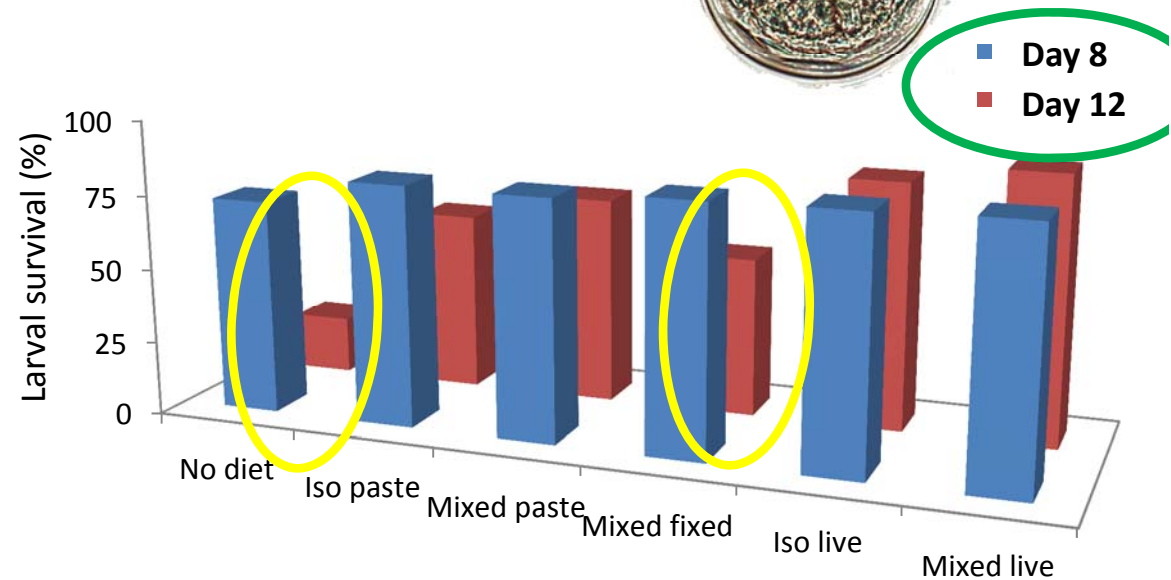 Day 8
Day 12
Larval survival (%)
100
75
50
25
0
No diet
Iso paste
Mixed paste
Mixed fixed
Iso live
Mixed live